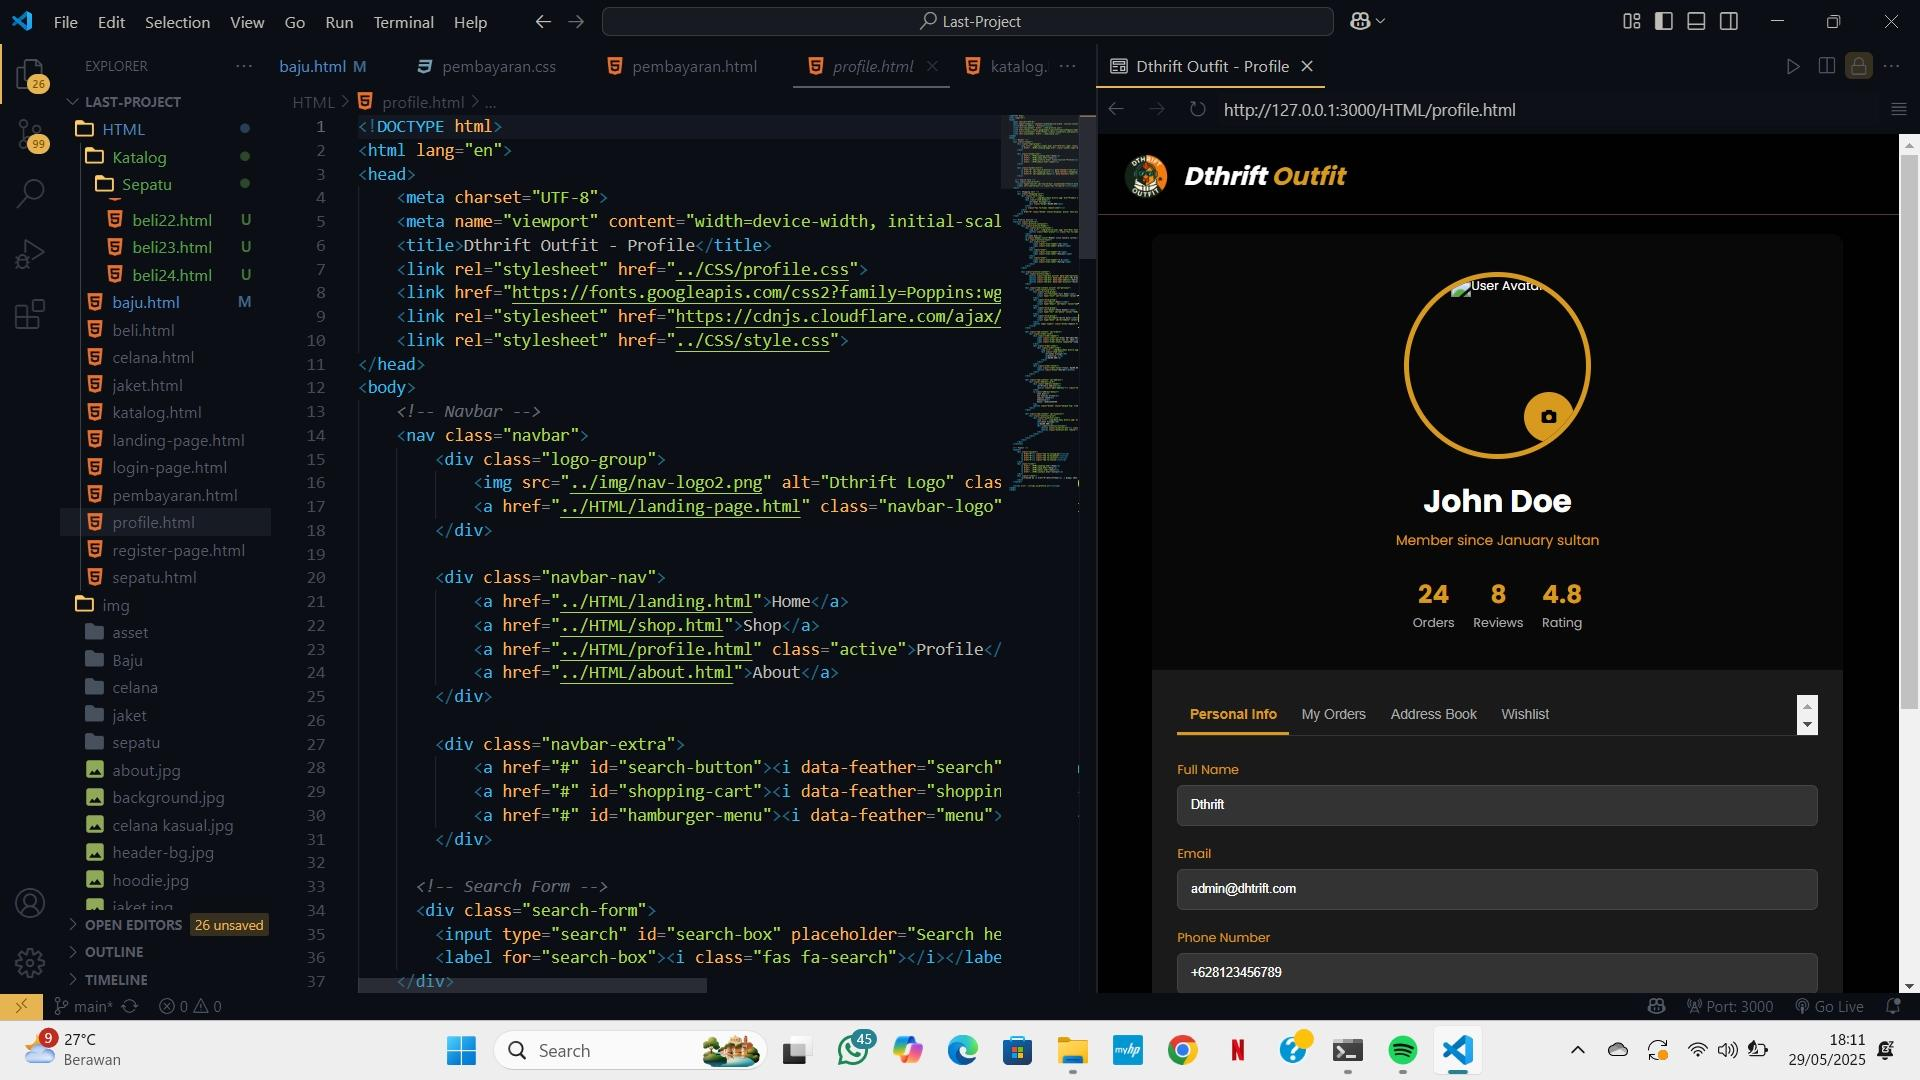 File Edit Selection View Go Run Terminal Help
Last-Project
26
99
EXPLORER
LAST-PROJECT
HTML
Katalog
Sepatu
beli22.html U
beli23.html U
beli24.html U
baju.html M
beli.html
celana.html
jaket.html
katalog.html
landing-page.html
login-page.html
pembayaran.html
profile.html
register-page.html
sepatu.html
img
asset
Baju
celana
jaket
sepatu
about.jpg
background.jpg
celana kasual.jpg
header-bg.jpg
hoodie.jpg
jaket.jpg
OPEN EDITORS 26 unsaved
OUTLINE
TIMELINE
baju.html M pembayaran.css pembayaran.html profile.html katalog.
HTML > profile.html > ...
1 <!DOCTYPE html>
2 <html lang="en">
3 <head>
4 <meta charset="UTF-8">
5 <meta name="viewport" content="width=device-width, initial-scal
6 <title>Dthrift Outfit - Profile</title>
7 <link rel="stylesheet" href="../CSS/profile.css">
8 <link href="https://fonts.googleapis.com/css2?family=Poppins:wg
9 <link rel="stylesheet" href="https://cdnjs.cloudflare.com/ajax/
10 <link rel="stylesheet" href="../CSS/style.css">
11 </head>
12 <body>
13 <!-- Navbar -->
14 <nav class="navbar">
15 <div class="logo-group">
16 <img src="../img/nav-logo2.png" alt="Dthrift Logo" clas
17 <a href="../HTML/landing-page.html" class="navbar-logo"
18 </div>
19
20 <div class="navbar-nav">
21 <a href="../HTML/landing.html">Home</a>
22 <a href="../HTML/shop.html">Shop</a>
23 <a href="../HTML/profile.html" class="active">Profile</
24 <a href="../HTML/about.html">About</a>
25 </div>
26
27 <div class="navbar-extra">
28 <a href="#" id="search-button"><i data-feather="search"
29 <a href="#" id="shopping-cart"><i data-feather="shoppin
30 <a href="#" id="hamburger-menu"><i data-feather="menu">
31 </div>
32
33 <!-- Search Form -->
34 <div class="search-form">
35 <input type="search" id="search-box" placeholder="Search he
36 <label for="search-box"><i class="fas fa-search"></i></labe
37 </div>
Dthrift Outfit - Profile
http://127.0.0.1:3000/HTML/profile.html
DTHRIFT
OUTFIT
Dthrift Outfit
User Avatar
John Doe
Member since January sultan
24 8 4.8
Orders Reviews Rating
Personal Info My Orders Address Book Wishlist
Full Name
Dthrift
Email
admin@dhtrift.com
Phone Number
+628123456789
main* 0 0
Port: 3000 Go Live
9
27°C
Berawan
Search
45
myhp
N
18:11
29/05/2025